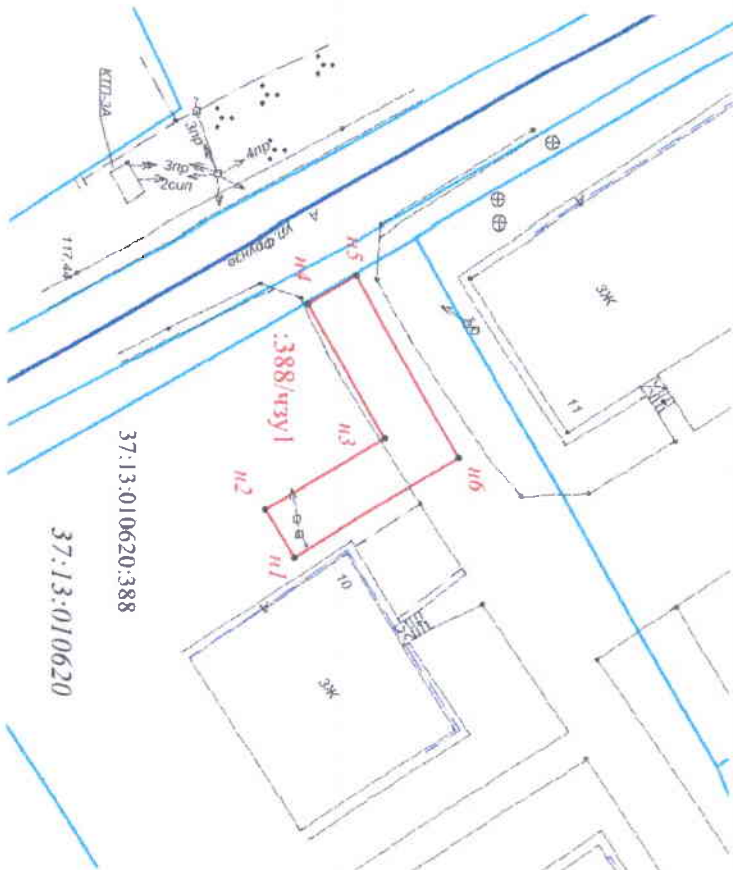 КТП-3А
3пр
4пр
3пр
2сип
117.44
ул.Фрунзе
А
н5
н4
3Ж
11
:388/чзу1
н3
н6
н2
н1
37:13:010620:388
37:13:010620
10
3Ж